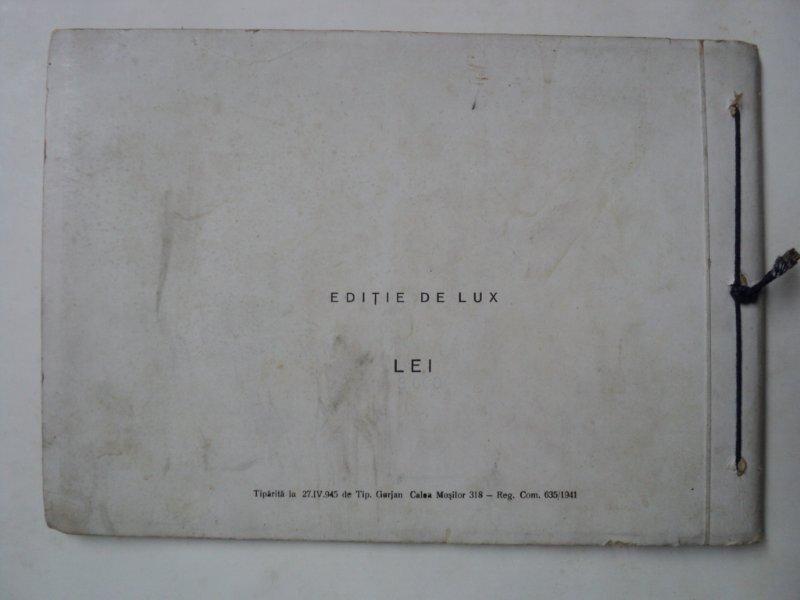 EDIȚIE DE LUX
LEI
Tipărită la 27.IV.945 de Tip. Gorjan Calea Moșilor 318 — Reg. Com. 635/1941